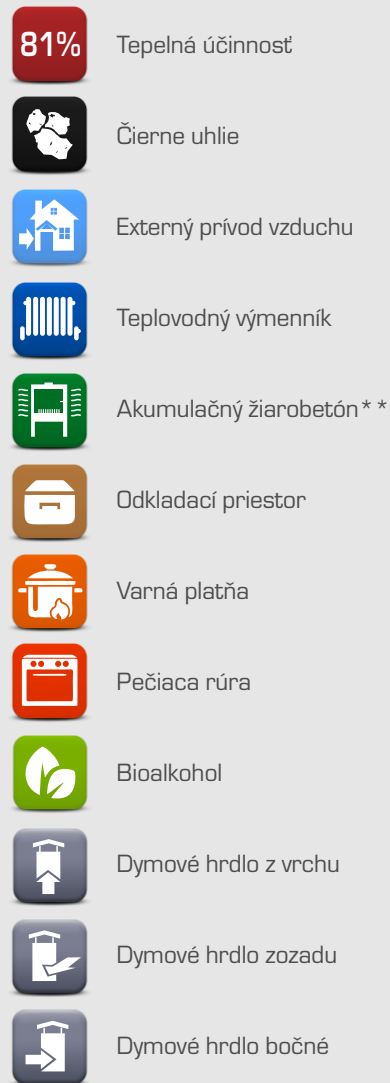 81% Tepelná účinnosť
Čierne uhlie
Externý prívod vzduchu
Teplovodný výmenník
Akumulačný žiarobetón**
Odkladací priestor
Varná platňa
Pečiaca rúra
Bioalkohol
Dymové hrdlo z vrchu
Dymové hrdlo zozadu
Dymové hrdlo bočné